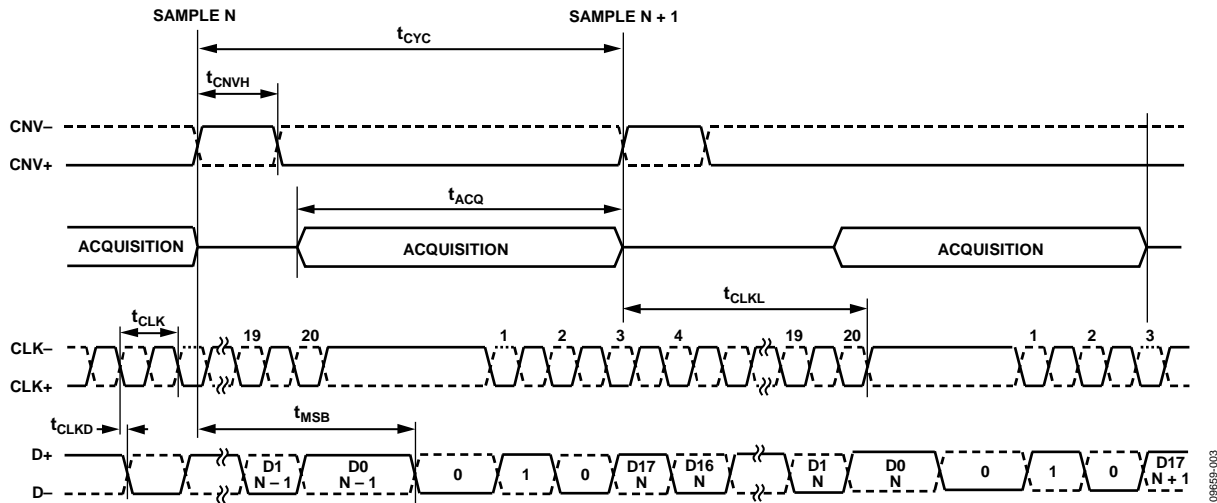 SAMPLE N SAMPLE N + 1
tCYC
tCNVH
CNV–
CNV+
tACQ
ACQUISITION ACQUISITION ACQUISITION
tCLKL
tCLK
19 20 1 2 3 4 19 20 1 2 3
CLK–
CLK+
tCLKD
tMSB
D+
D1 N – 1 D0 N – 1 0 1 0 D17 N D16 N D1 N D0 N 0 1 0 D17 N + 1
D–
09659-003